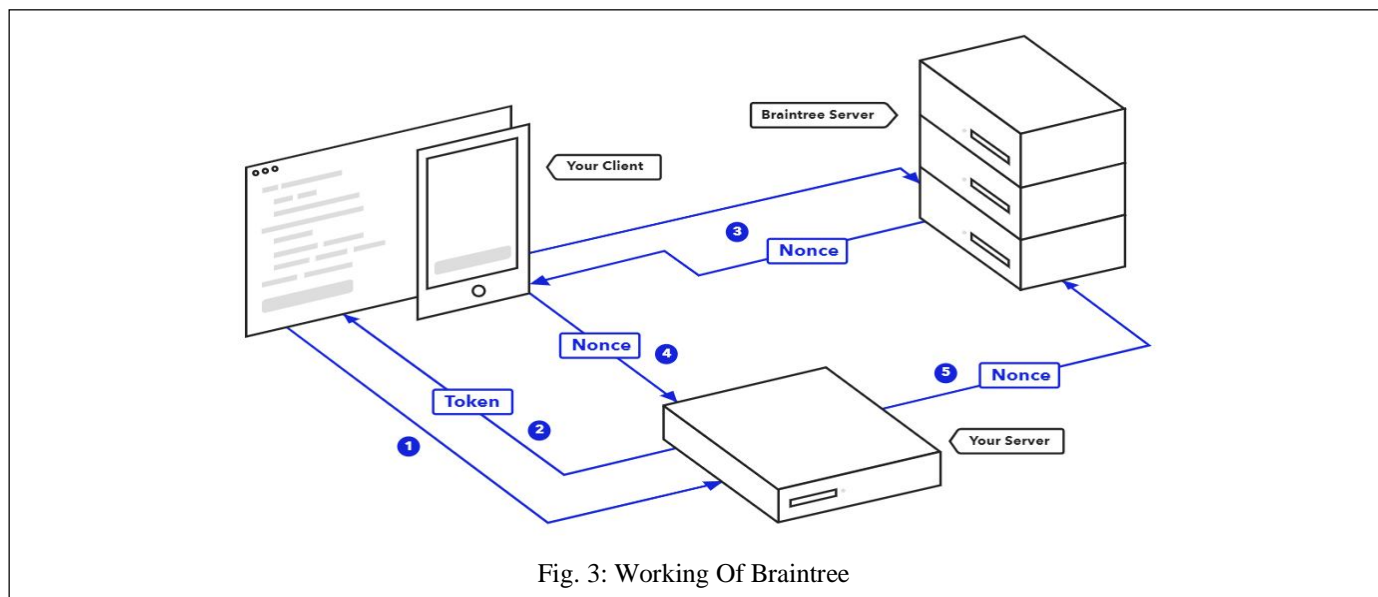 Braintree Server
Your Client
3
Nonce
Nonce
4
5
Nonce
Token
2
1
Your Server
Fig. 3: Working Of Braintree